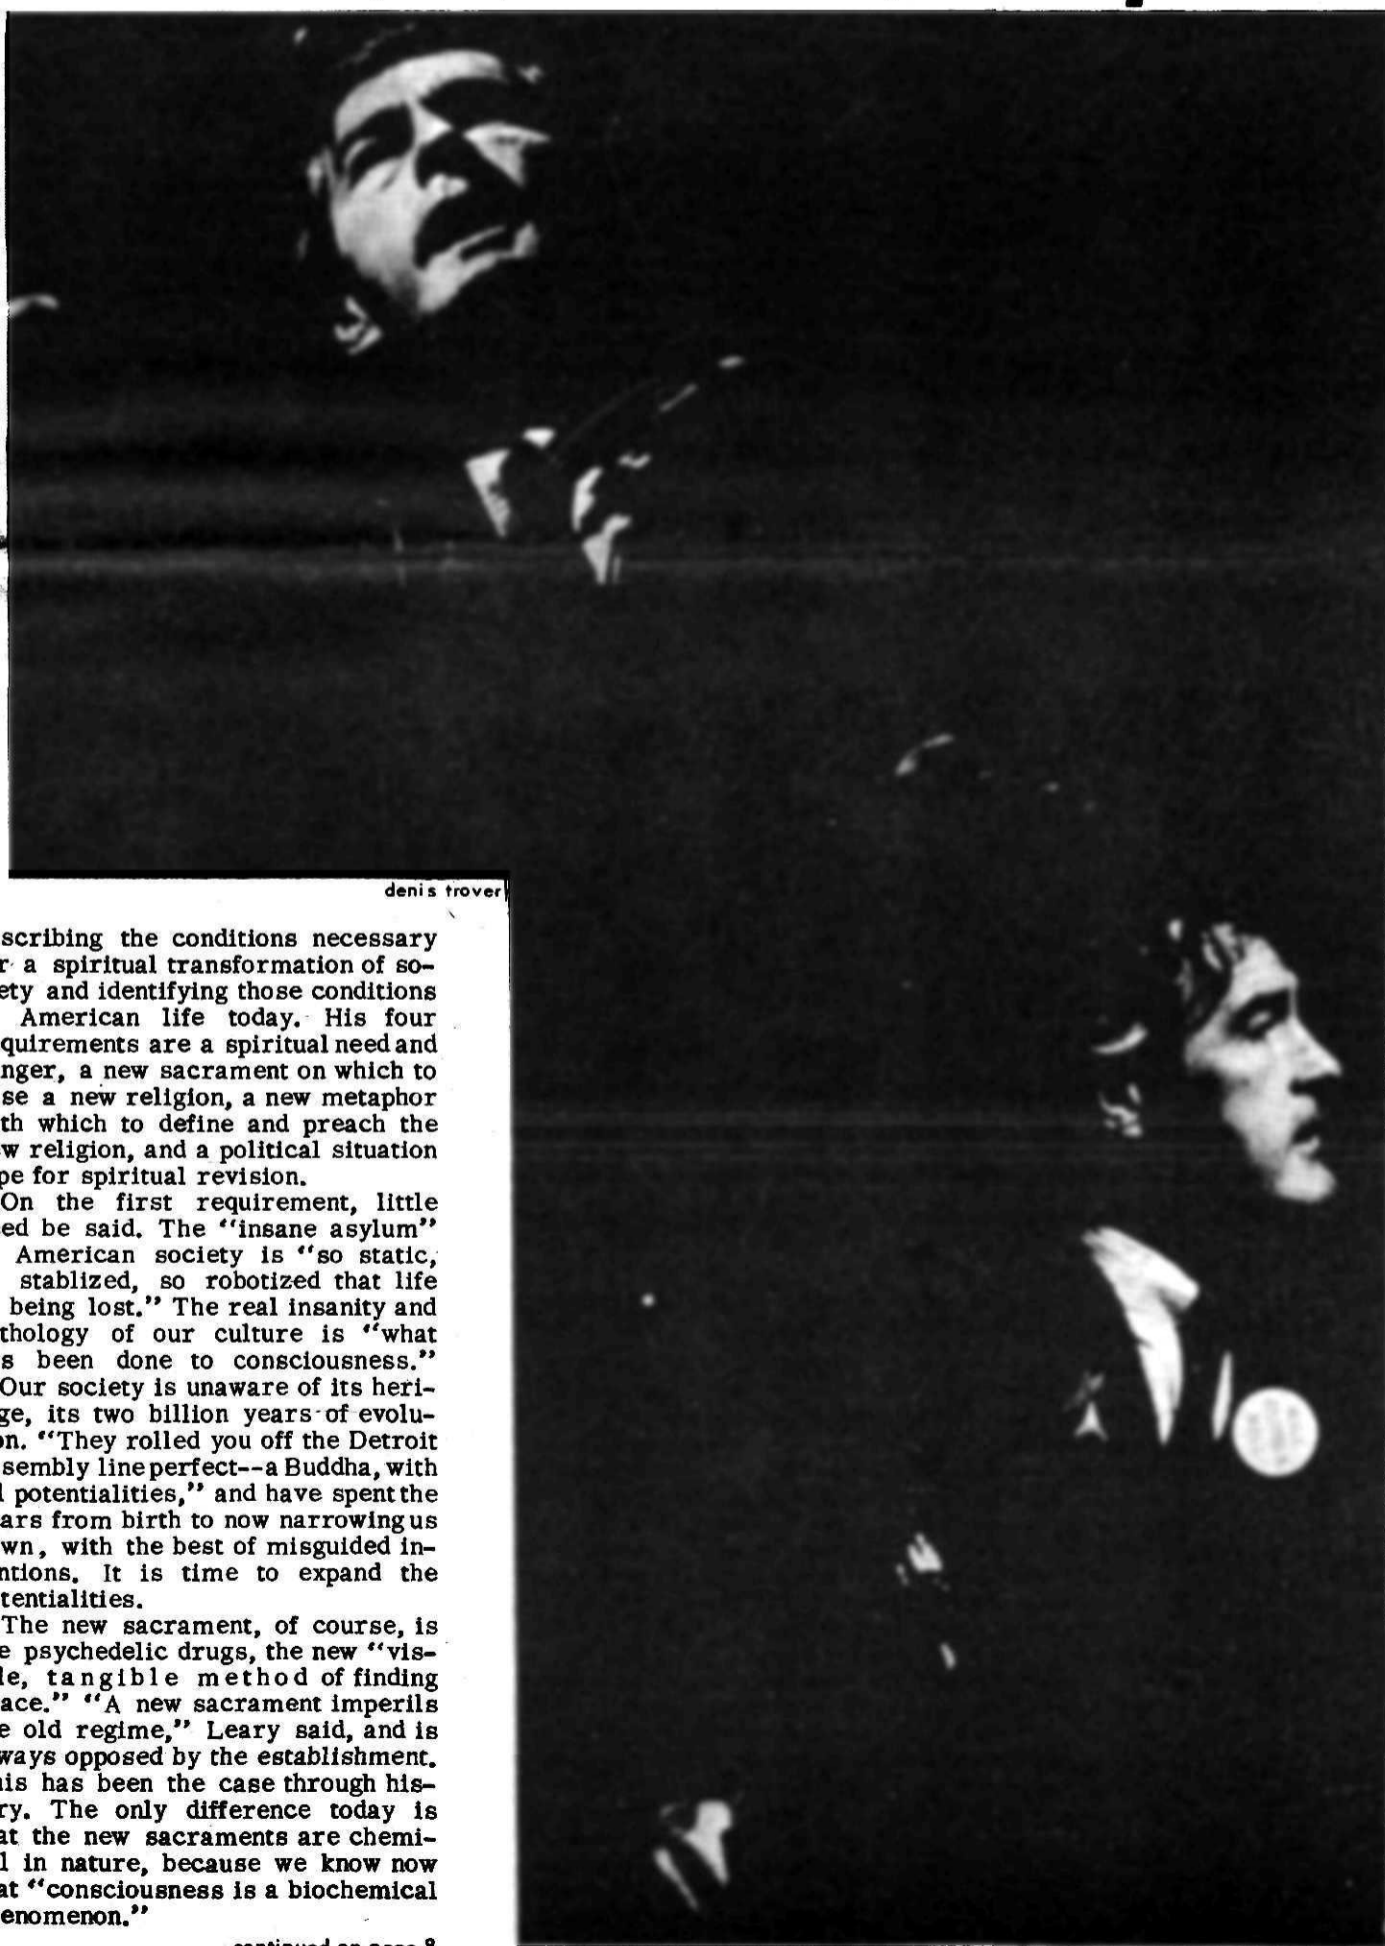 denis trover
scribing the conditions necessary
r a spiritual transformation of so-
ety and identifying those conditions
American life today. His four
quirements are a spiritual need and
nger, a new sacrament on which to
se a new religion, a new metaphor
th which to define and preach the
w religion, and a political situation
pe for spiritual revision.
On the first requirement, little
ed be said. The “insane asylum”
American society is “so static,
stablized, so robotized that life
being lost.” The real insanity and
thology of our culture is “what
s been done to consciousness.”
Our society is unaware of its heri-
ge, its two billion years of evolu-
on. “They rolled you off the Detroit
sembly line perfect--a Buddha, with
l potentialities,” and have spent the
ars from birth to now narrowing us
wn, with the best of misguided in-
ntions. It is time to expand the
tentialities.
The new sacrament, of course, is
e psychedelic drugs, the new “vis-
le, tangible method of finding
ace.” “A new sacrament imperils
e old regime,” Leary said, and is
ways opposed by the establishment.
is has been the case through his-
ry. The only difference today is
at the new sacraments are chemi-
l in nature, because we know now
at “consciousness is a biochemical
enomenon.”
continued on page 8